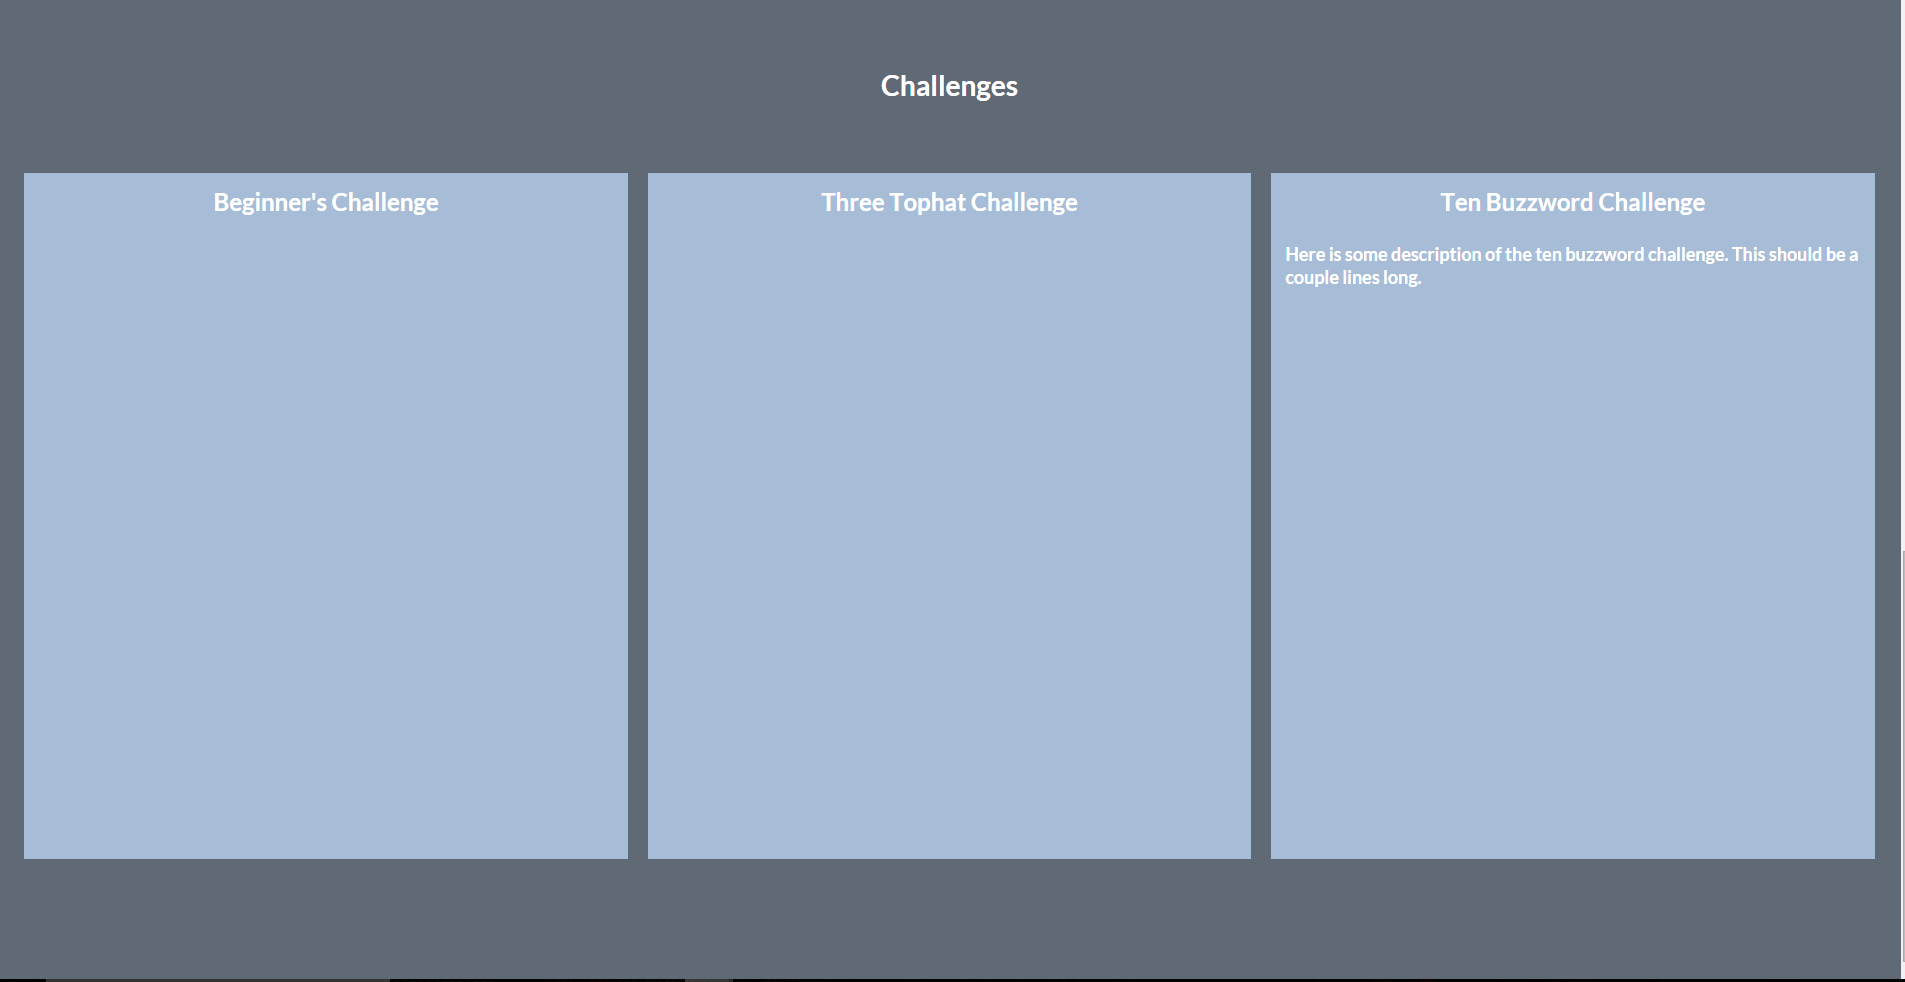 Challenges
Beginner's Challenge
Three Tophat Challenge
Ten Buzzword Challenge
Here is some description of the ten buzzword challenge. This should be a
couple lines long.